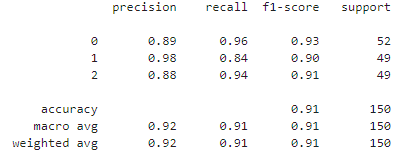 precision recall f1-score support
0 0.89 0.96 0.93 52
1 0.98 0.84 0.90 49
2 0.88 0.94 0.91 49
accuracy 0.91 150
macro avg 0.92 0.91 0.91 150
weighted avg 0.92 0.91 0.91 150